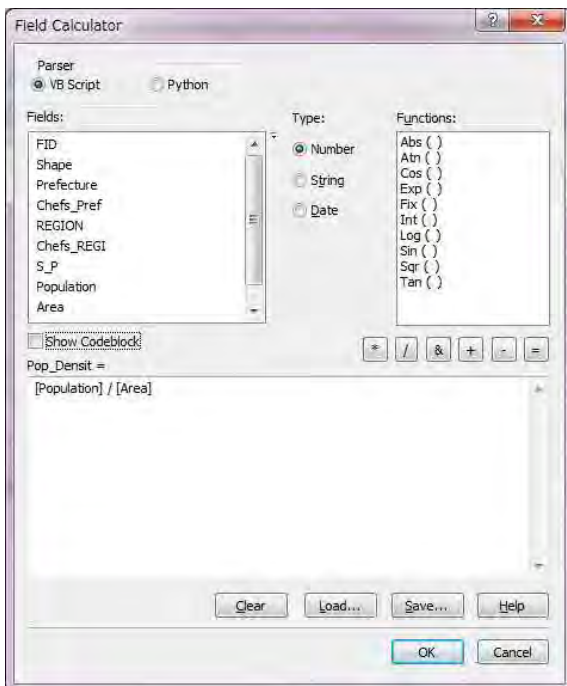 Field Calculator
Parser
VB Script Python
Fields:
FID
Shape
Prefecture
Chefs_Pref
REGION
Chefs_REGI
S_P
Population
Area
Type:
Number
String
Date
Functions:
Abs ( )
Atn ( )
Cos ( )
Exp ( )
Fix ( )
Int ( )
Log ( )
Sin ( )
Sqr ( )
Tan ( )
Show Codeblock
* / & + - =
Pop_Densit =
[Population] / [Area]
Clear Load... Save... Help
OK Cancel